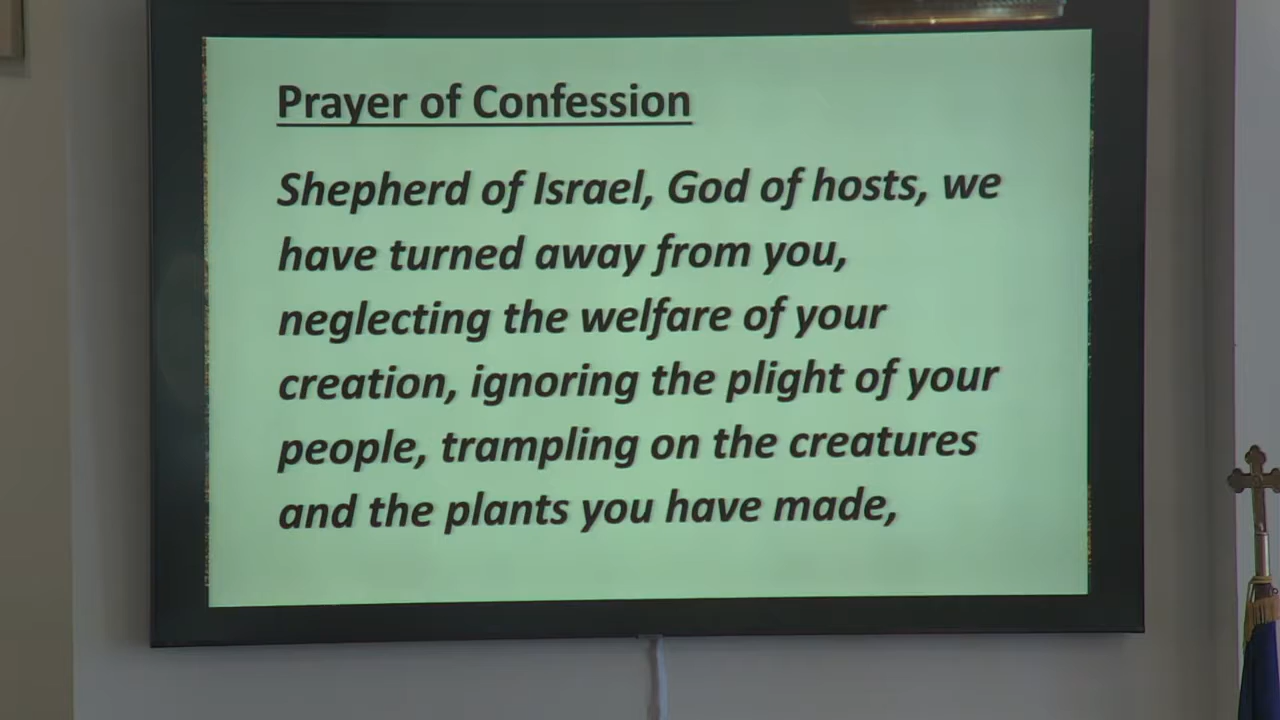 Prayer of Confession
Shepherd of Israel, God of hosts, we
have turned away from you,
neglecting the welfare of your
creation, ignoring the plight of your
people, trampling on the creatures
and the plants you have made,